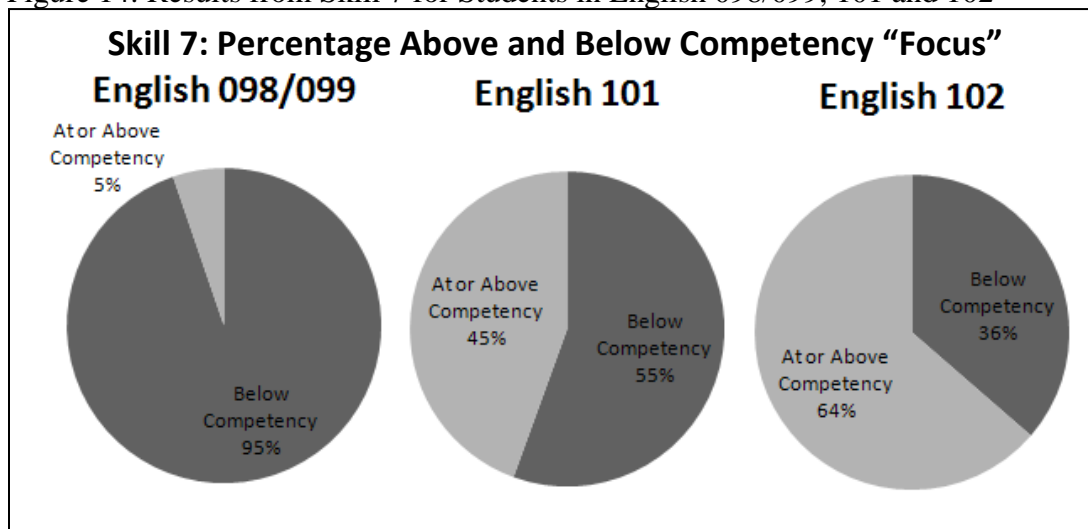 Figure 14. Results from Skill 7 for Students in English 098/099, 101 and 102
Skill 7: Percentage Above and Below Competency “Focus”
English 098/099
At or Above
Competency
5%
Below
Competency
95%
English 101
At or Above
Competency
45%
Below
Competency
55%
English 102
Below
Competency
36%
At or Above
Competency
64%